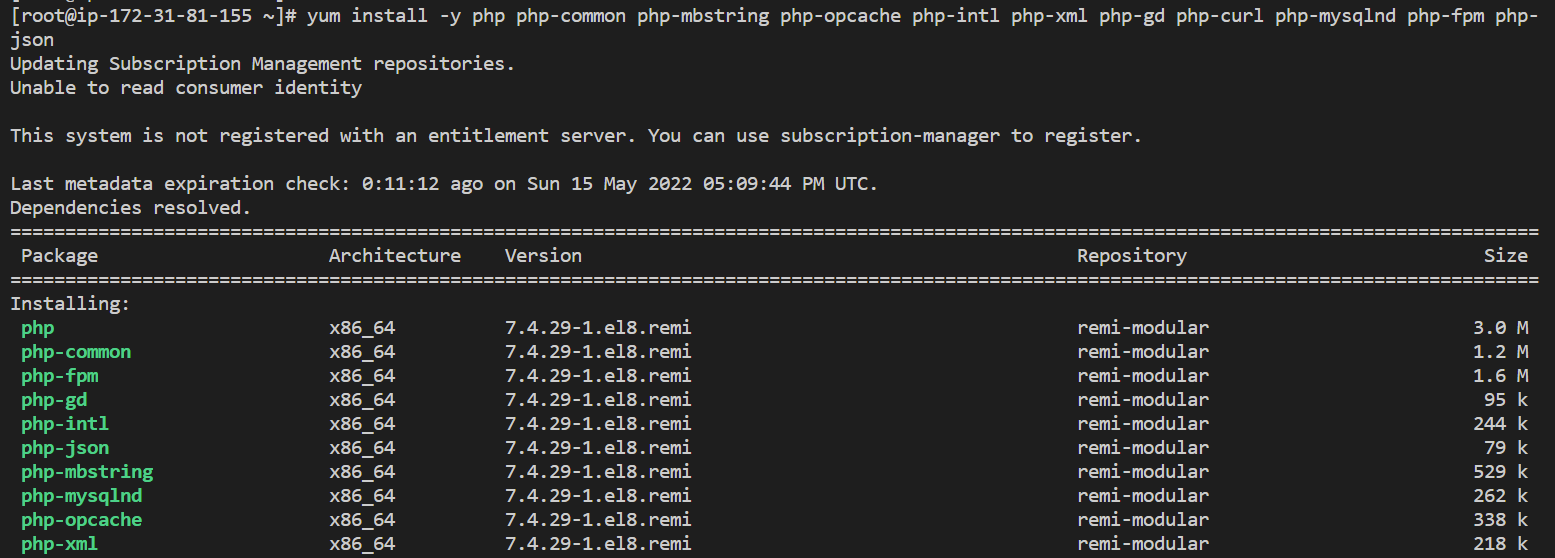 [root@ip-172-31-81-155 ~]# yum install -y php php-common php-mbstring php-opcache php-intl php-xml php-gd php-curl php-mysqlnd php-fpm php-
json
Updating Subscription Management repositories.
Unable to read consumer identity
This system is not registered with an entitlement server. You can use subscription-manager to register.
Last metadata expiration check: 0:11:12 ago on Sun 15 May 2022 05:09:44 PM UTC.
Dependencies resolved.
================================================================================
Package Architecture Version Repository Size
================================================================================
Installing:
php x86_64 7.4.29-1.el8.remi remi-modular 3.0 M
php-common x86_64 7.4.29-1.el8.remi remi-modular 1.2 M
php-fpm x86_64 7.4.29-1.el8.remi remi-modular 1.6 M
php-gd x86_64 7.4.29-1.el8.remi remi-modular 95 k
php-intl x86_64 7.4.29-1.el8.remi remi-modular 244 k
php-json x86_64 7.4.29-1.el8.remi remi-modular 79 k
php-mbstring x86_64 7.4.29-1.el8.remi remi-modular 529 k
php-mysqlnd x86_64 7.4.29-1.el8.remi remi-modular 262 k
php-opcache x86_64 7.4.29-1.el8.remi remi-modular 338 k
php-xml x86_64 7.4.29-1.el8.remi remi-modular 218 k